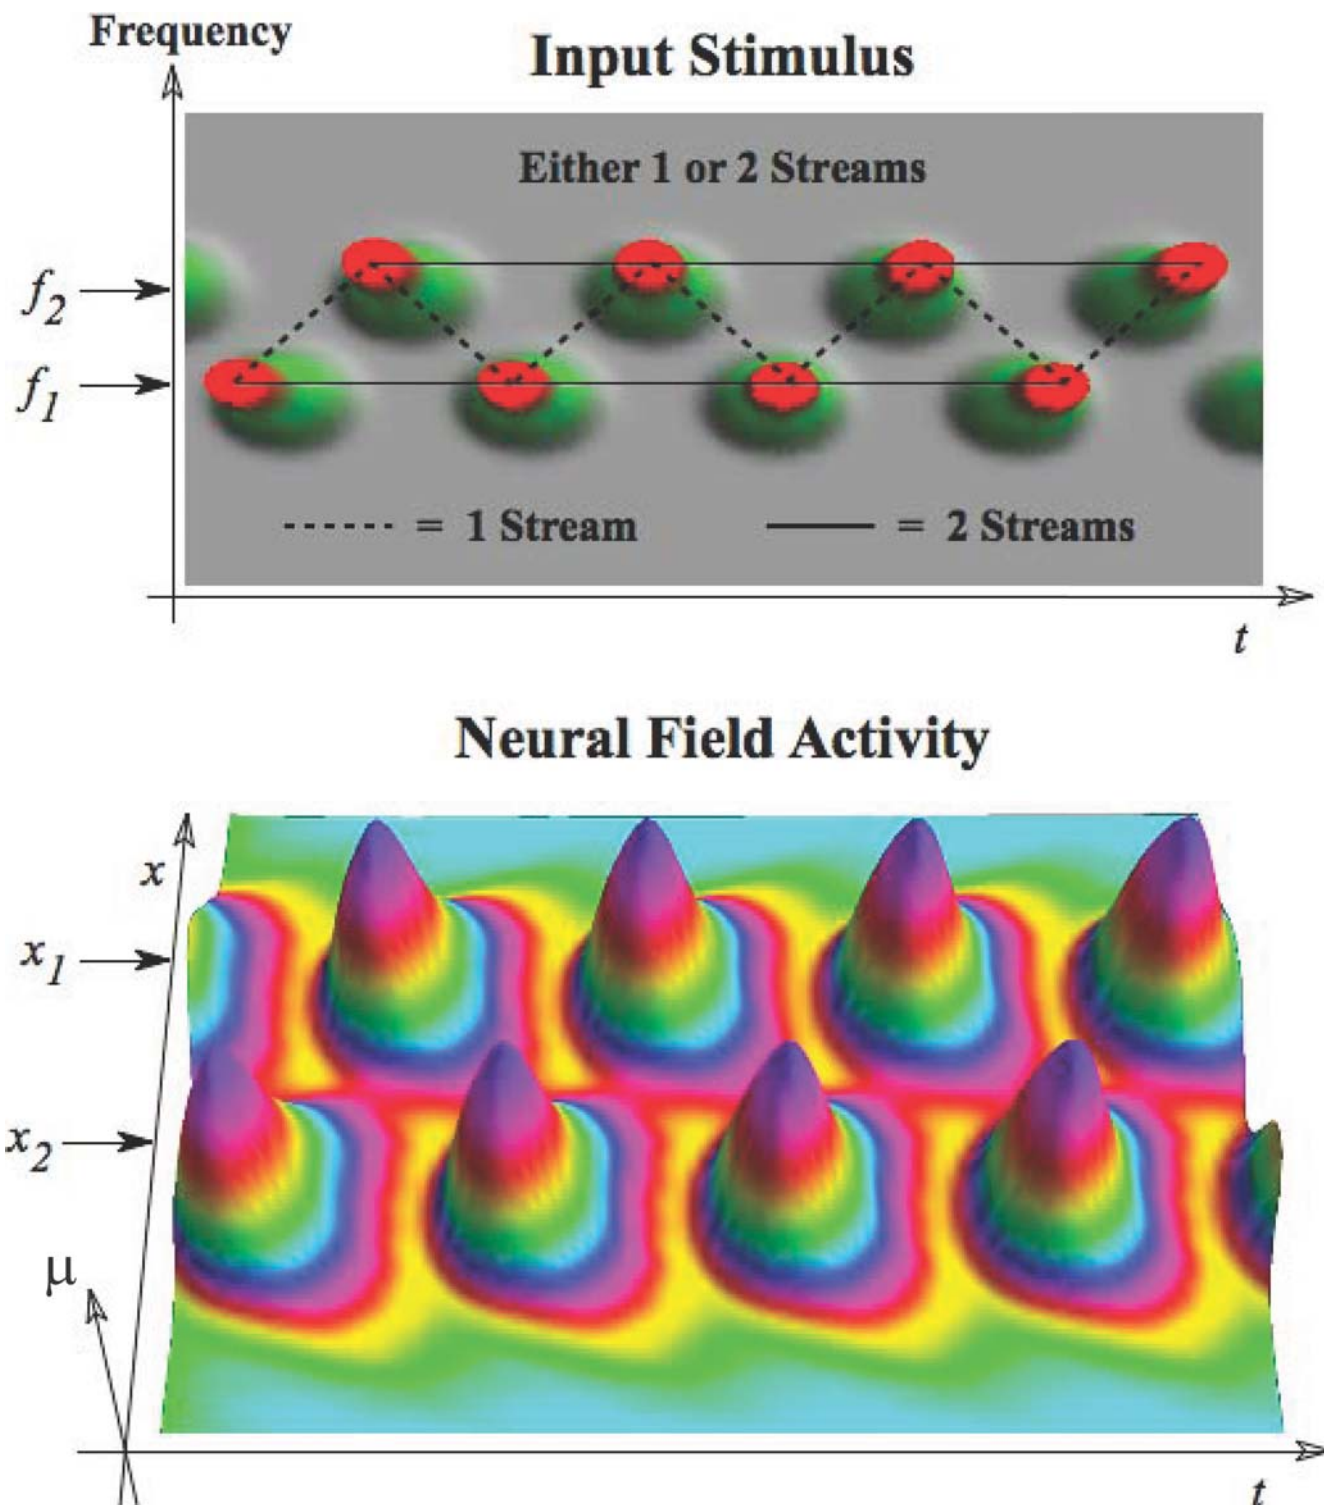 Frequency
Input Stimulus
Either 1 or 2 Streams
f2
f1
= 1 Stream
= 2 Streams
t
Neural Field Activity
x
x1
x2
μ
t